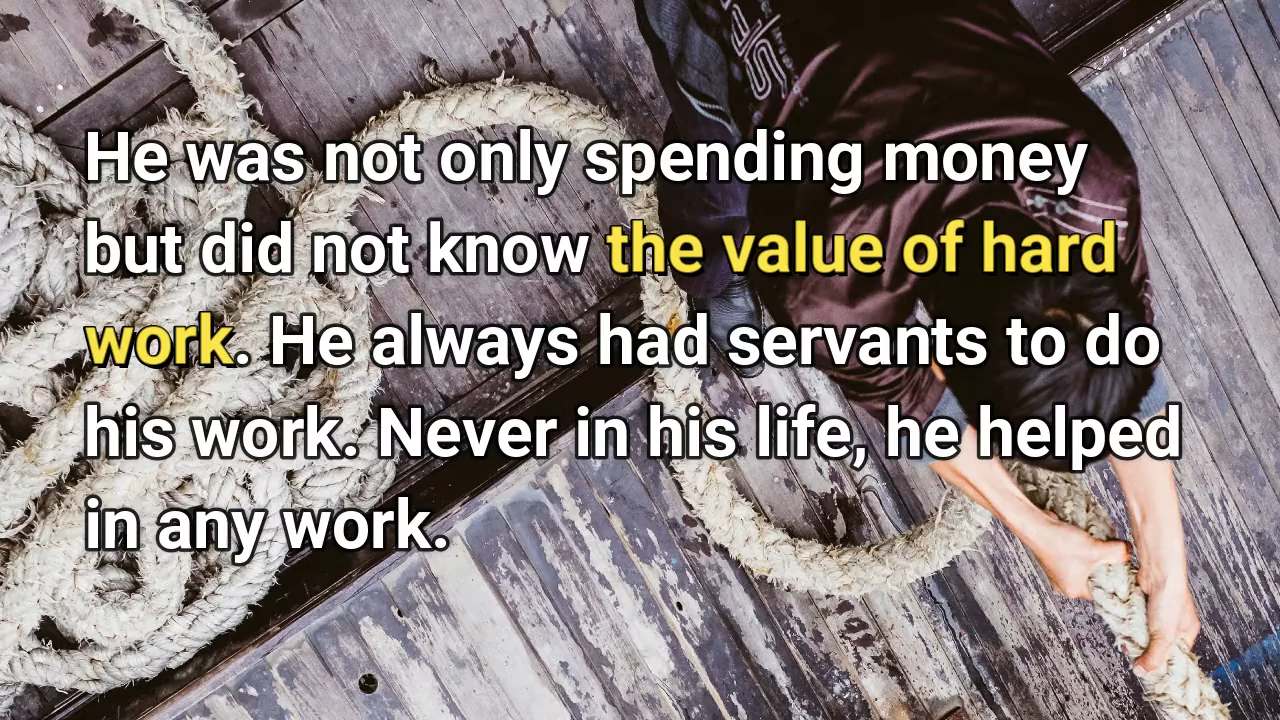 He was not only spending money
but did not know the value of hard
work. He always had servants to do
his work. Never in his life, he helped
in any work.